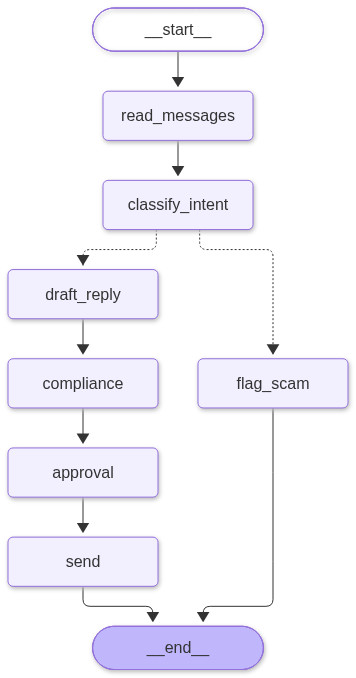 __start__
read_messages
classify_intent
draft_reply
compliance
flag_scam
approval
send
__end__